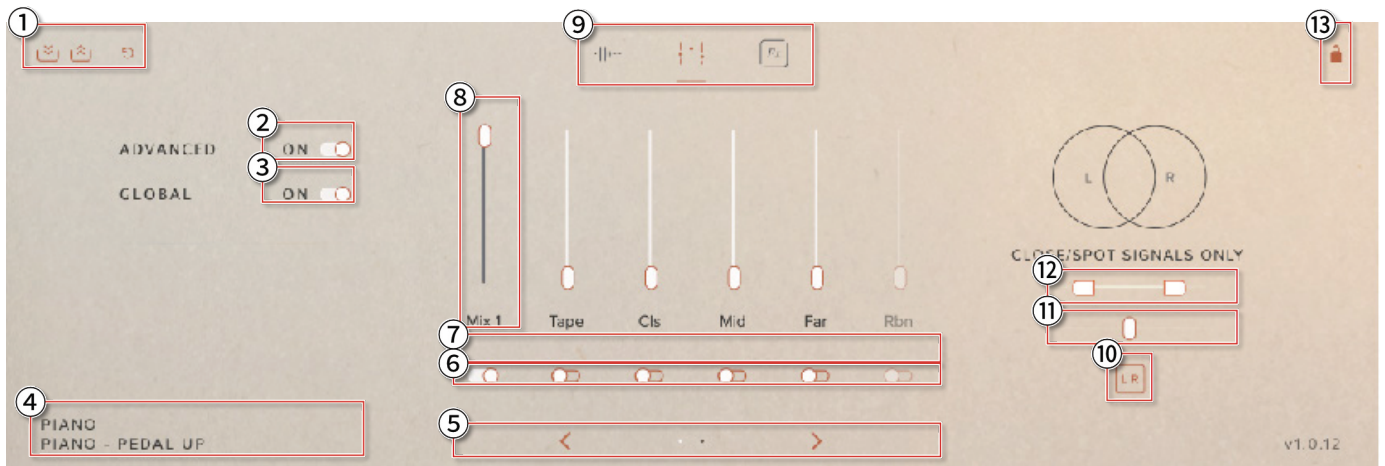 1
9
13
8
2
ADVANCED ON
3
GLOBAL ON
L R
CLOSE/SPOT SIGNALS ONLY
12
11
Mix 1 Tape Cls Mid Far Rbn
7
6
10
L R
4
PIANO
PIANO - PEDAL UP
5
< >
v1.0.12